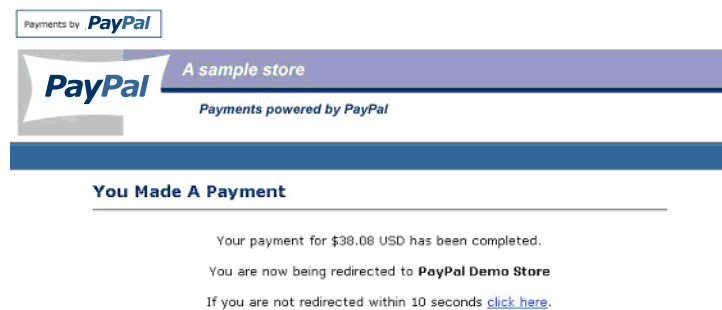 Payments by PayPal
A sample store
PayPal
Payments powered by PayPal
You Made A Payment
Your payment for $38.08 USD has been completed.
You are now being redirected to PayPal Demo Store
If you are not redirected within 10 seconds click here.